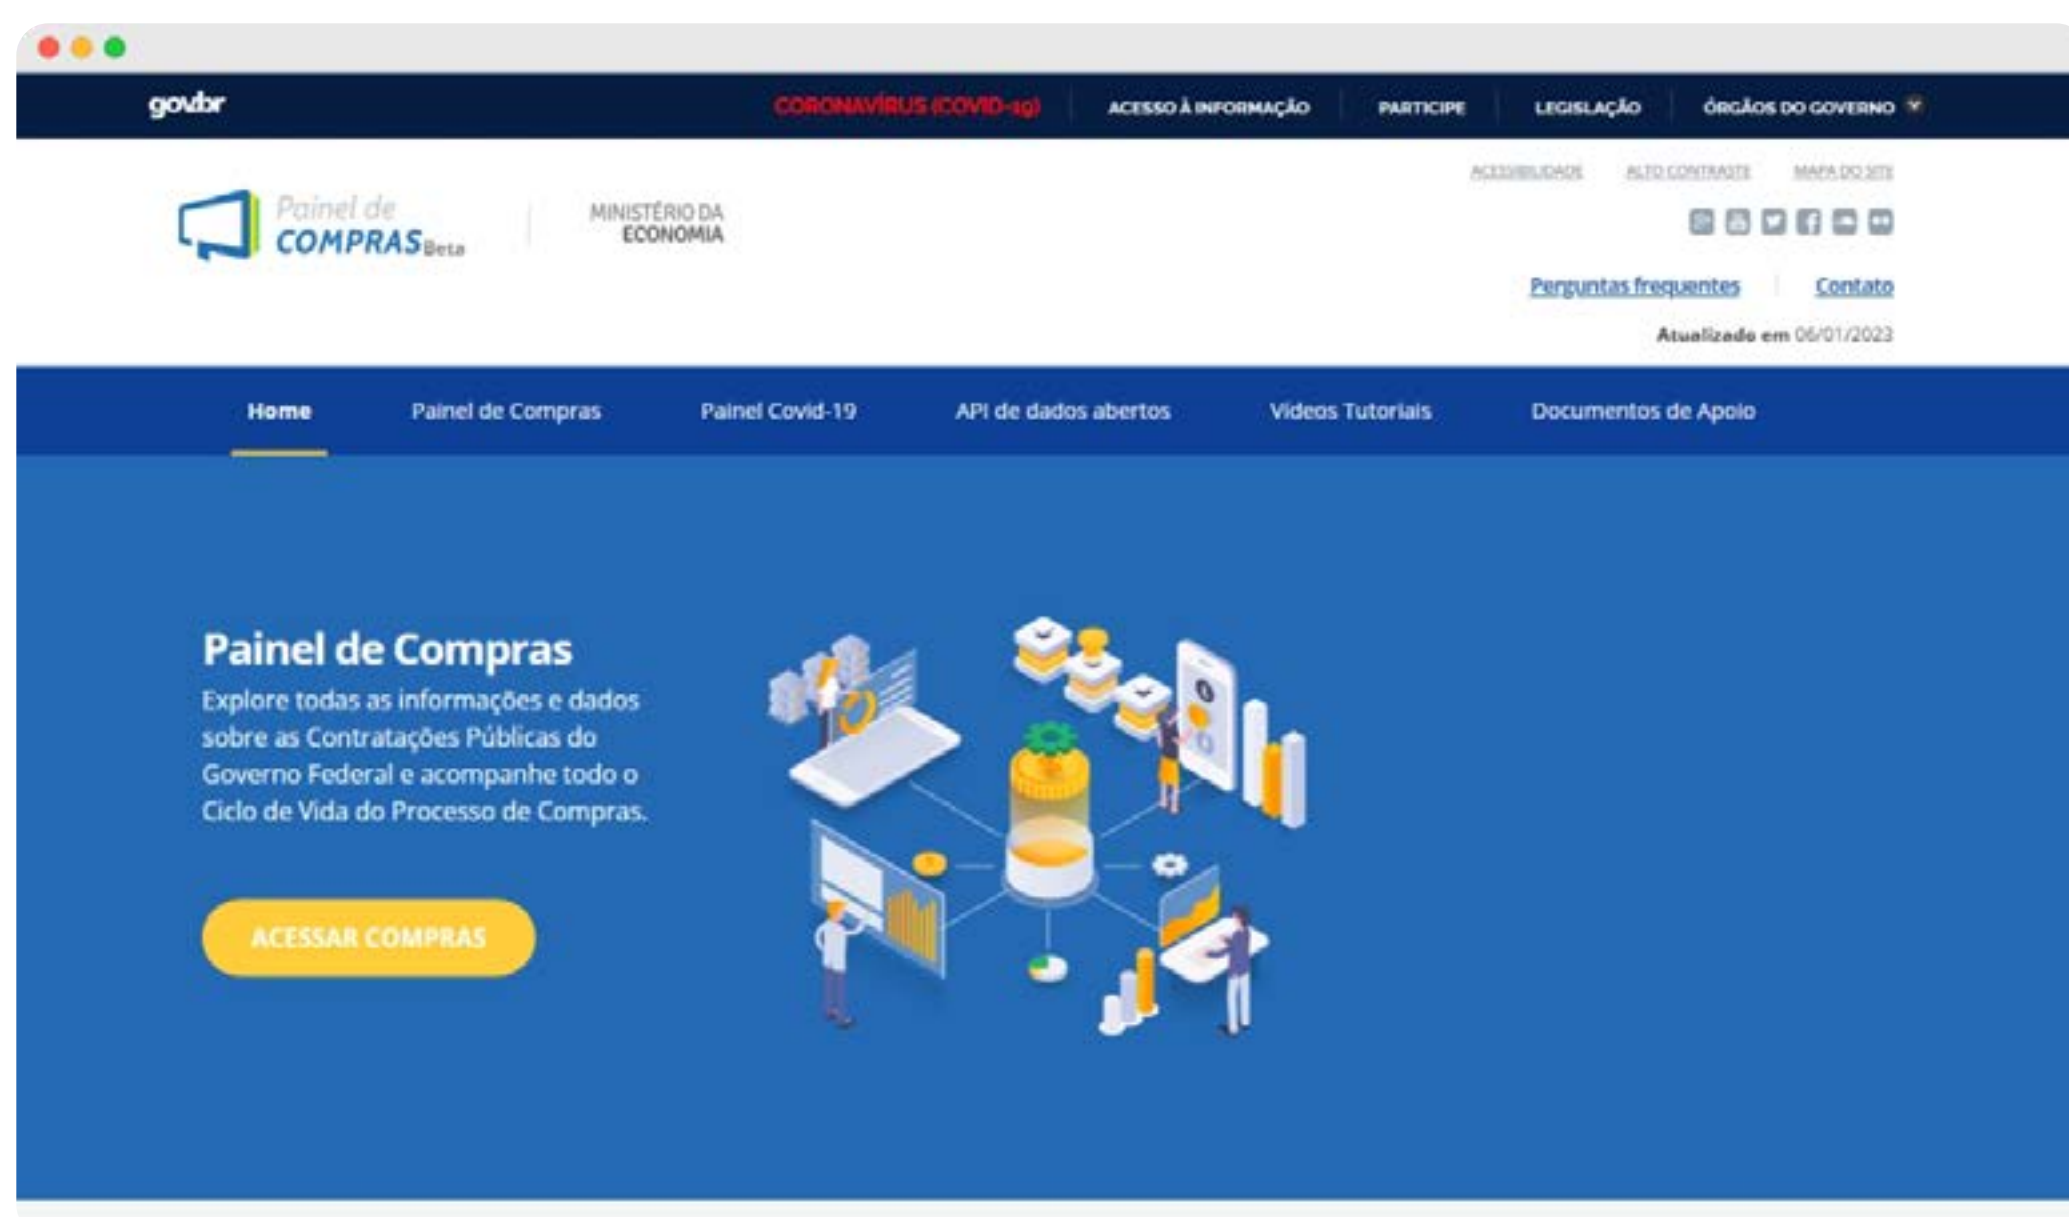 gov.br
CORONAVÍRUS (COVID-19) ACESSO À INFORMAÇÃO PARTICIPE LEGISLAÇÃO ÓRGÃOS DO GOVERNO
ACESSIBILIDADE ALTO CONTRASTE MAPA DO SITE
Painel de
COMPRAS Beta
MINISTÉRIO DA
ECONOMIA
Perguntas frequentes Contato
Atualizado em 06/01/2023
Home Painel de Compras Painel Covid-19 API de dados abertos Vídeos Tutoriais Documentos de Apoio
Painel de Compras
Explore todas as informações e dados
sobre as Contratações Públicas do
Governo Federal e acompanhe todo o
Ciclo de Vida do Processo de Compras.
ACESSAR COMPRAS